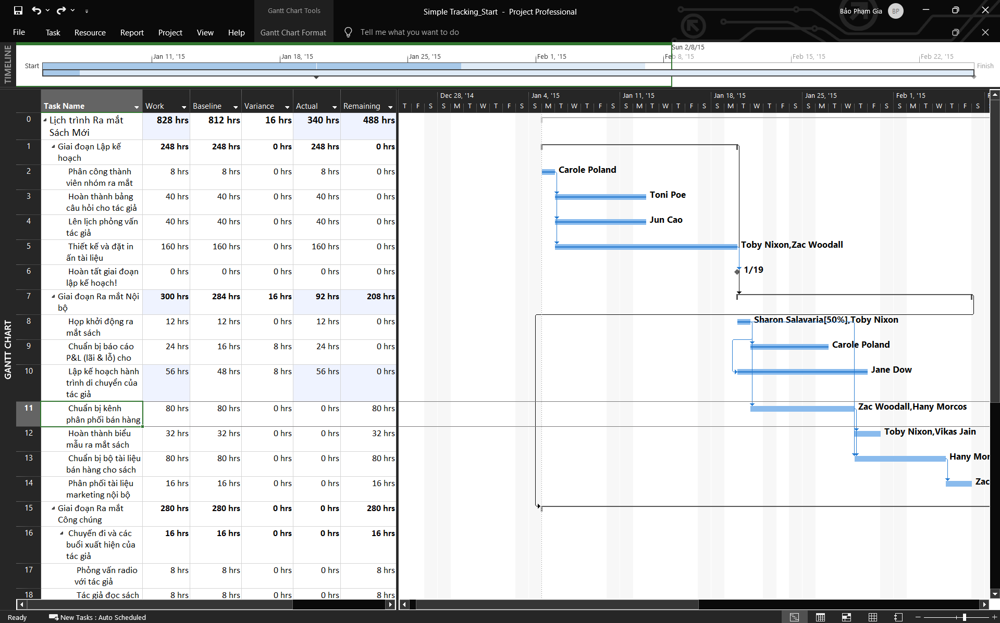 Gantt Chart Tools
Simple Tracking_Start - Project Professional
Bảo Phạm Gia
BP
File
Task
Resource
Report
Project
View
Help
Gantt Chart Format
Tell me what you want to do
TIMELINE
Sun 2/8/15
Jan 11, '15
Jan 18, '15
Jan 25, '15
Feb 1, '15
Feb 8, '15
Feb 15, '15
Feb 22, '15
Start
Finish
GANTT CHART
Task Name Work Baseline Variance Actual Remaining
Dec 28, '14 Jan 4, '15 Jan 11, '15 Jan 18, '15 Jan 25, '15 Feb 1, '15 F
T F S S M T W T F S S M T W T F S S M T W T F S S M T W T F S S M T W T F S S M T W T F S
0 Lịch trình Ra mắt 828 hrs 812 hrs 16 hrs 340 hrs 488 hrs
Sách Mới
1 Giai đoạn Lập kế 248 hrs 248 hrs 0 hrs 248 hrs 0 hrs
hoạch
2 Phân công thành 8 hrs 8 hrs 0 hrs 8 hrs 0 hrs
viên nhóm ra mắt
Carole Poland
3 Hoàn thành bảng 40 hrs 40 hrs 0 hrs 40 hrs 0 hrs
câu hỏi cho tác giả
Toni Poe
4 Lên lịch phỏng vấn 40 hrs 40 hrs 0 hrs 40 hrs 0 hrs
tác giả
Jun Cao
5 Thiết kế và đặt in 160 hrs 160 hrs 0 hrs 160 hrs 0 hrs
ấn tài liệu
Toby Nixon,Zac Woodall
6 Hoàn tất giai đoạn 0 hrs 0 hrs 0 hrs 0 hrs 0 hrs
lập kế hoạch!
1/19
7 Giai đoạn Ra mắt Nội 300 hrs 284 hrs 16 hrs 92 hrs 208 hrs
bộ
8 Họp khởi động ra 12 hrs 12 hrs 0 hrs 12 hrs 0 hrs
mắt sách
Sharon Salavaria[50%],Toby Nixon
9 Chuẩn bị báo cáo 24 hrs 16 hrs 8 hrs 24 hrs 0 hrs
P&L (lãi & lỗ) cho
Carole Poland
10 Lập kế hoạch hành 56 hrs 48 hrs 8 hrs 56 hrs 0 hrs
trình di chuyển của
tác giả
Jane Dow
11 Chuẩn bị kênh 80 hrs 80 hrs 0 hrs 0 hrs 80 hrs
phân phối bán hàng
Zac Woodall,Hany Morcos
12 Hoàn thành biểu 32 hrs 32 hrs 0 hrs 0 hrs 32 hrs
mẫu ra mắt sách
Toby Nixon,Vikas Jain
13 Chuẩn bị bộ tài liệu 80 hrs 80 hrs 0 hrs 0 hrs 80 hrs
bán hàng cho sách
Hany Mor
14 Phân phối tài liệu 16 hrs 16 hrs 0 hrs 0 hrs 16 hrs
marketing nội bộ
Zac
15 Giai đoạn Ra mắt 280 hrs 280 hrs 0 hrs 0 hrs 280 hrs
Công chúng
16 Chuyến đi và các 16 hrs 16 hrs 0 hrs 0 hrs 16 hrs
buổi xuất hiện của
tác giả
17 Phỏng vấn radio 8 hrs 8 hrs 0 hrs 0 hrs 8 hrs
với tác giả
18 Tác giả đọc sách 8 hrs 8 hrs 0 hrs 0 hrs 8 hrs
Ready
New Tasks : Auto Scheduled